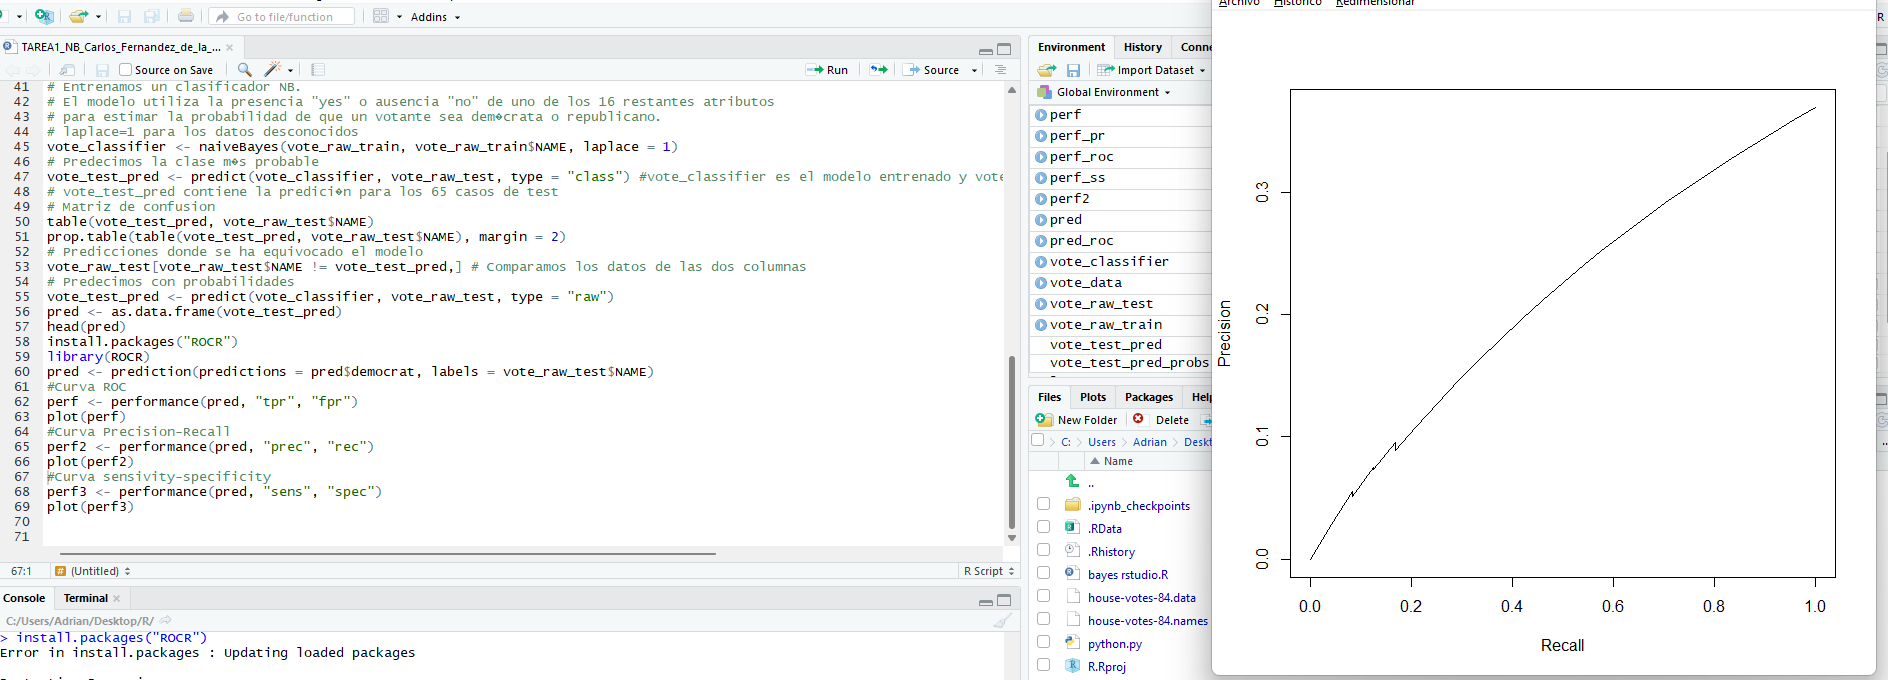 Go to file/function
Addins
TAREA1_NB_Carlos_Fernandez_de_la_...
Source on Save
Run
Source
41 # Entrenamos un clasificador NB.
42 # El modelo utiliza la presencia "yes" o ausencia "no" de uno de los 16 restantes atributos
43 # para estimar la probabilidad de que un votante sea dem�crata o republicano.
44 # laplace=1 para los datos desconocidos
45 vote_classifier <- naiveBayes(vote_raw_train, vote_raw_train$NAME, laplace = 1)
46 # Predecimos la clase m�s probable
47 vote_test_pred <- predict(vote_classifier, vote_raw_test, type = "class") #vote_classifier es el modelo entrenado y vote
48 # vote_test_pred contiene la predici�n para los 65 casos de test
49 # Matriz de confusion
50 table(vote_test_pred, vote_raw_test$NAME)
51 prop.table(table(vote_test_pred, vote_raw_test$NAME), margin = 2)
52 # Predicciones donde se ha equivocado el modelo
53 vote_raw_test[vote_raw_test$NAME != vote_test_pred,] # Comparamos los datos de las dos columnas
54 # Predecimos con probabilidades
55 vote_test_pred <- predict(vote_classifier, vote_raw_test, type = "raw")
56 pred <- as.data.frame(vote_test_pred)
57 head(pred)
58 install.packages("ROCR")
59 library(ROCR)
60 pred <- prediction(predictions = pred$democrat, labels = vote_raw_test$NAME)
61 #Curva ROC
62 perf <- performance(pred, "tpr", "fpr")
63 plot(perf)
64 #Curva Precision-Recall
65 perf2 <- performance(pred, "prec", "rec")
66 plot(perf2)
67 #Curva sensivity-specificity
68 perf3 <- performance(pred, "sens", "spec")
69 plot(perf3)
70
71
67:1 # (Untitled) R Script
Console Terminal
C:/Users/Adrian/Desktop/R/
> install.packages("ROCR")
Error in install.packages : Updating loaded packages
Environment History Conne
Import Dataset
Global Environment
perf
perf_pr
perf_roc
perf_ss
perf2
pred
pred_roc
vote_classifier
vote_data
vote_raw_test
vote_raw_train
vote_test_pred
vote_test_pred_probs
Files Plots Packages Help
New Folder Delete
C: Users Adrian Deskt
Name
..
.ipynb_checkpoints
.RData
.Rhistory
bayes rstudio.R
house-votes-84.data
house-votes-84.names
python.py
R.Rproj
Archivo Histórico Redimensionar
Precision
0.3
0.2
0.1
0.0
0.0 0.2 0.4 0.6 0.8 1.0
Recall
R